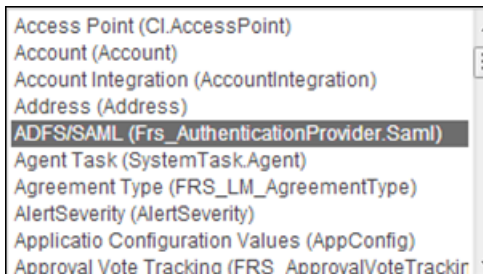 Access Point (CI.AccessPoint)
Account (Account)
Account Integration (AccountIntegration)
Address (Address)
ADFS/SAML (Frs_AuthenticationProvider.Saml)
Agent Task (SystemTask.Agent)
Agreement Type (FRS_LM_AgreementType)
AlertSeverity (AlertSeverity)
Applicatio Configuration Values (AppConfig)
Approval Vote Tracking (FRS_ApprovalVoteTrackin